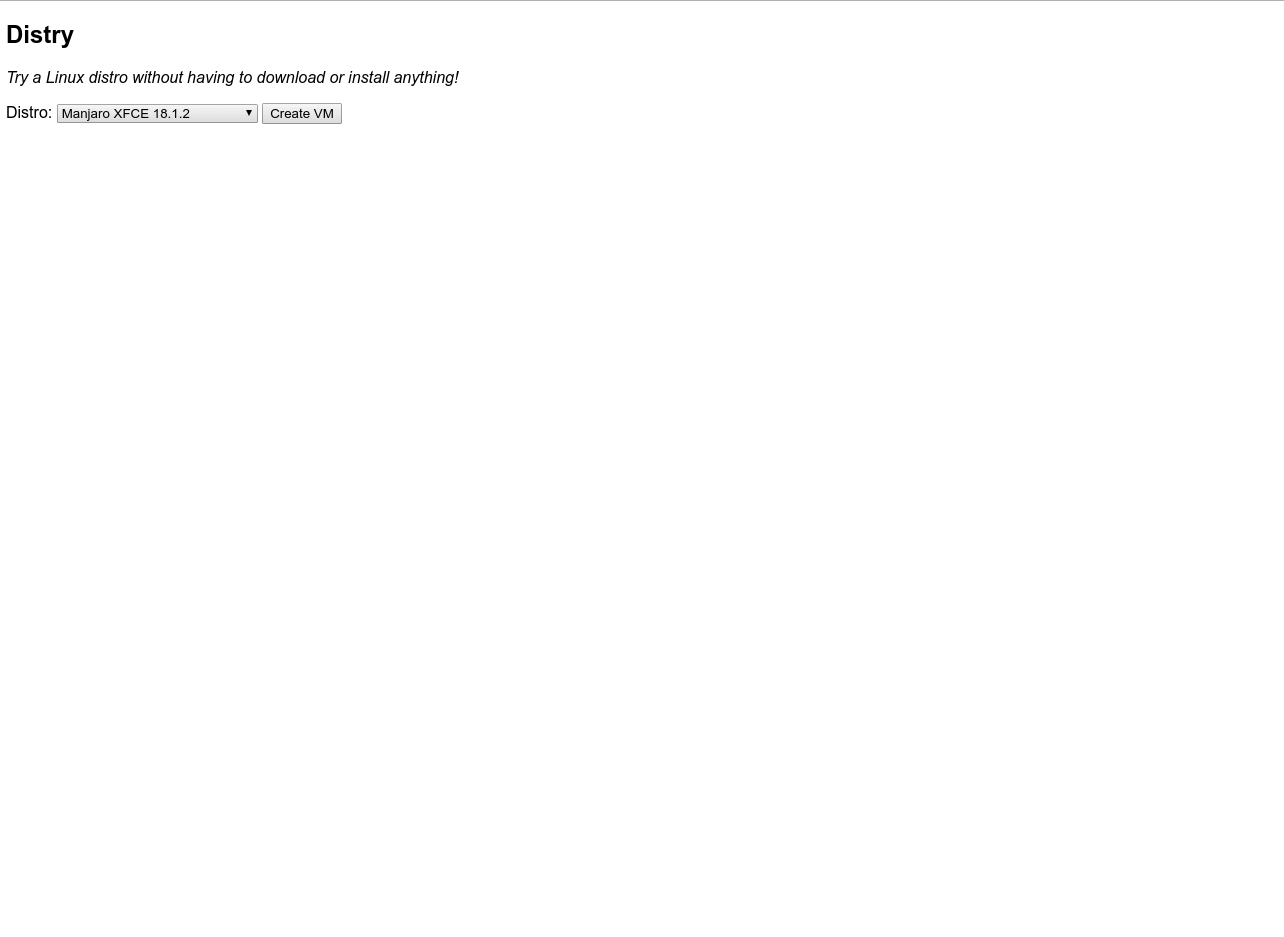 Distry
Try a Linux distro without having to download or install anything!
Distro: Manjaro XFCE 18.1.2 Create VM